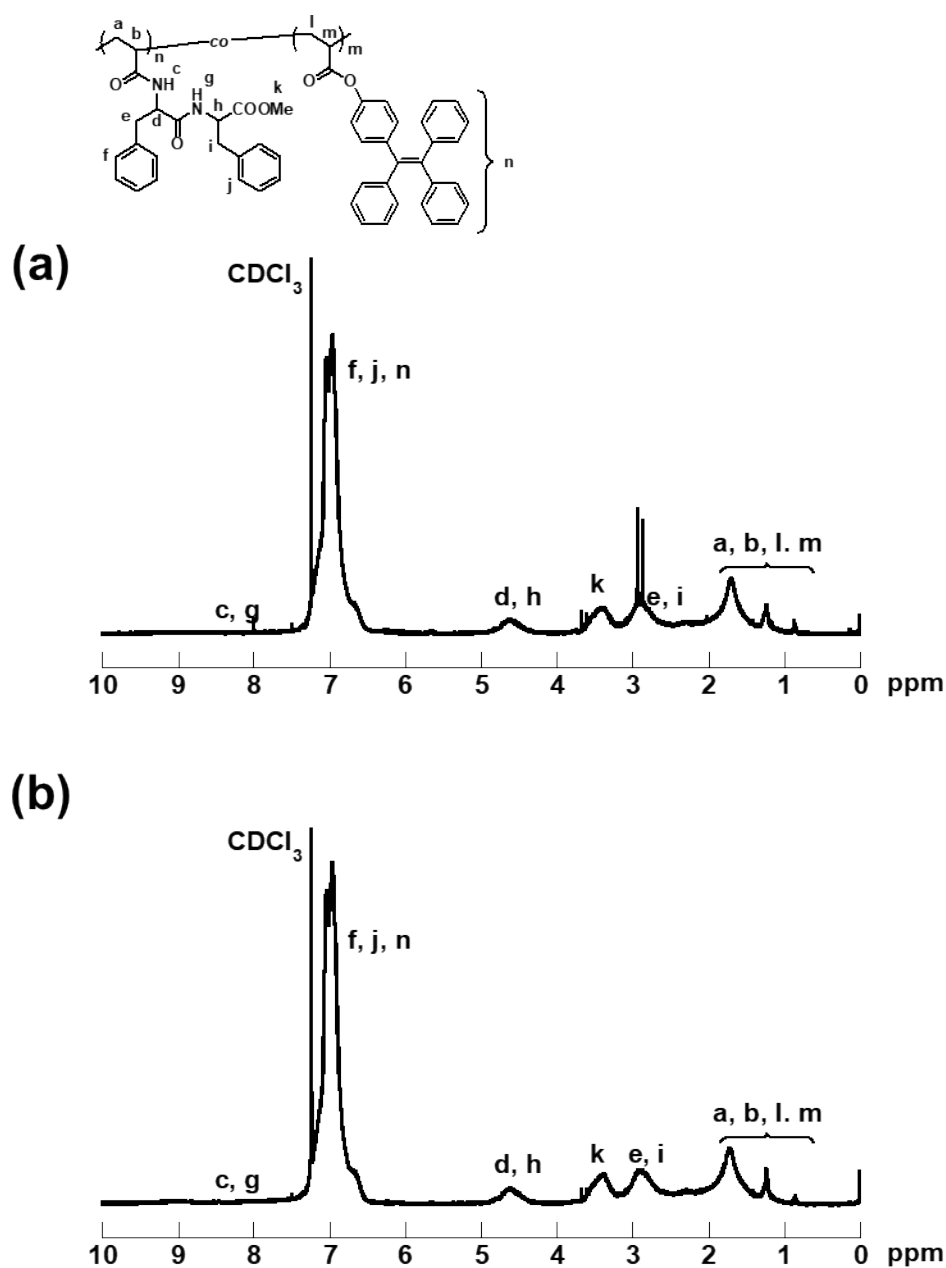 a b l m
n co m
O c NH g H N k COOMe O O
e d h
O
f i n
j
(a)
CDCl3
f, j, n
a, b, l. m
k
c, g d, h e, i
10 9 8 7 6 5 4 3 2 1 0 ppm
(b)
CDCl3
f, j, n
a, b, l. m
c, g d, h k e, i
10 9 8 7 6 5 4 3 2 1 0 ppm